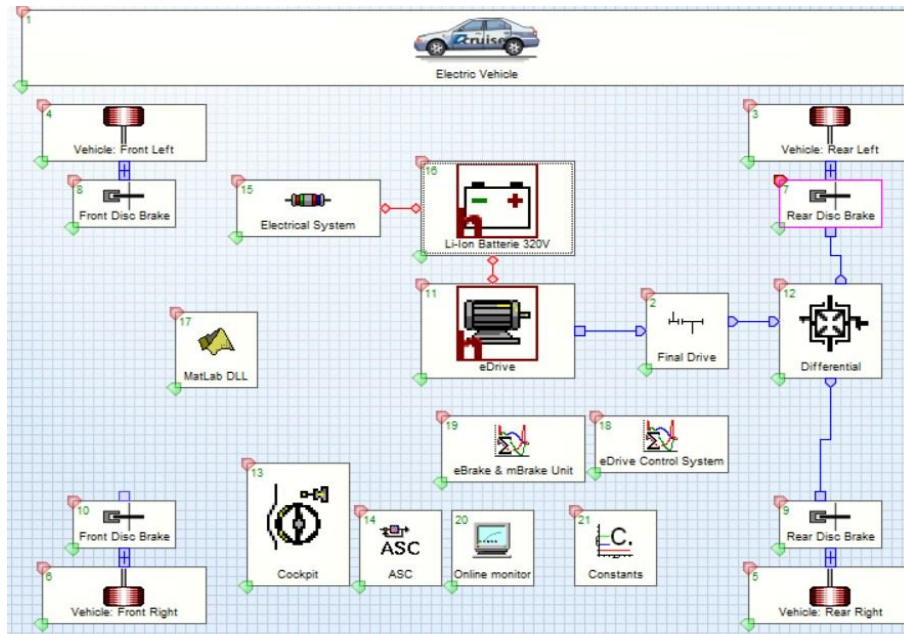 1
cruise
Electric Vehicle
4
Vehicle: Front Left
3
Vehicle: Rear Left
8
Front Disc Brake
15
Electrical System
16
Li-Ion Batterie 320V
7
Rear Disc Brake
17
MatLab DLL
11
eDrive
2
Final Drive
12
Differential
19
eBrake & mBrake Unit
18
eDrive Control System
13
Cockpit
14
ASC
ASC
20
Online monitor
21
C.
Constants
10
Front Disc Brake
9
Rear Disc Brake
6
Vehicle: Front Right
5
Vehicle: Rear Right